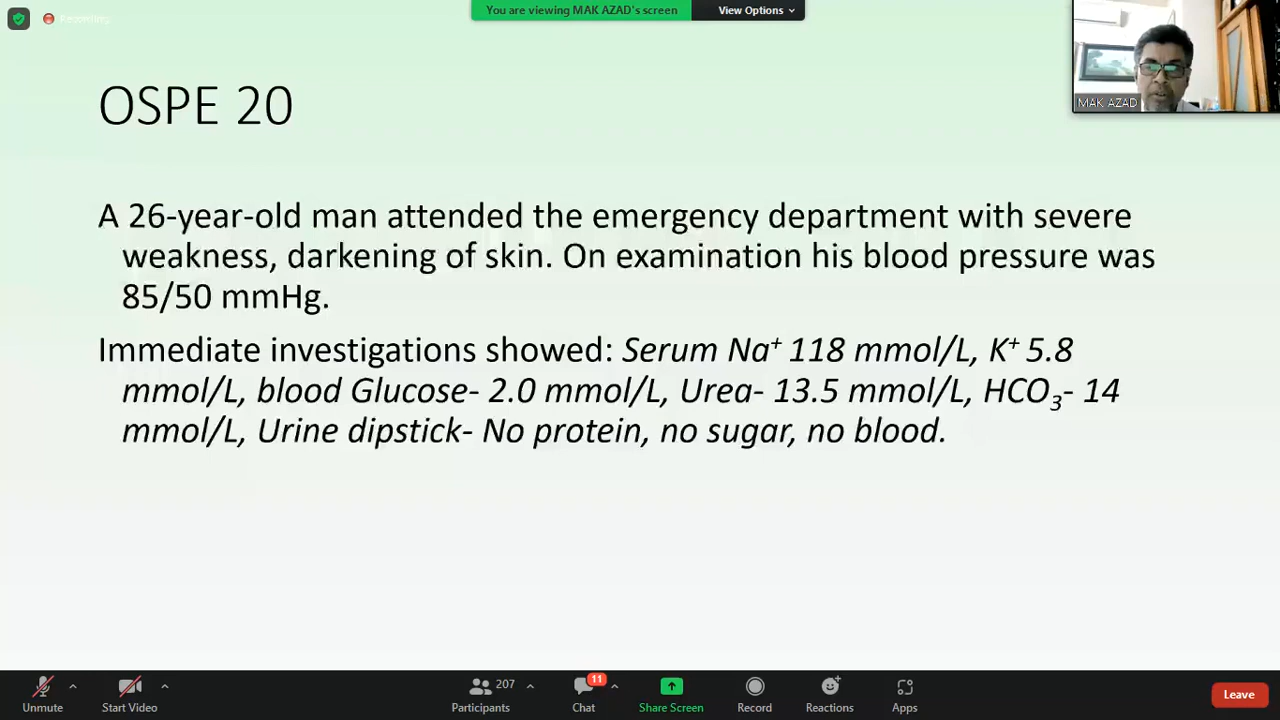 Recording
You are viewing MAK AZAD's screen
View Options
MAK AZAD
OSPE 20
A 26-year-old man attended the emergency department with severe
weakness, darkening of skin. On examination his blood pressure was
85/50 mmHg.
Immediate investigations showed: Serum Na⁺ 118 mmol/L, K⁺ 5.8
mmol/L, blood Glucose- 2.0 mmol/L, Urea- 13.5 mmol/L, HCO₃- 14
mmol/L, Urine dipstick- No protein, no sugar, no blood.
Unmute
Start Video
207
Participants
11
Chat
Share Screen
Record
Reactions
Apps
Leave